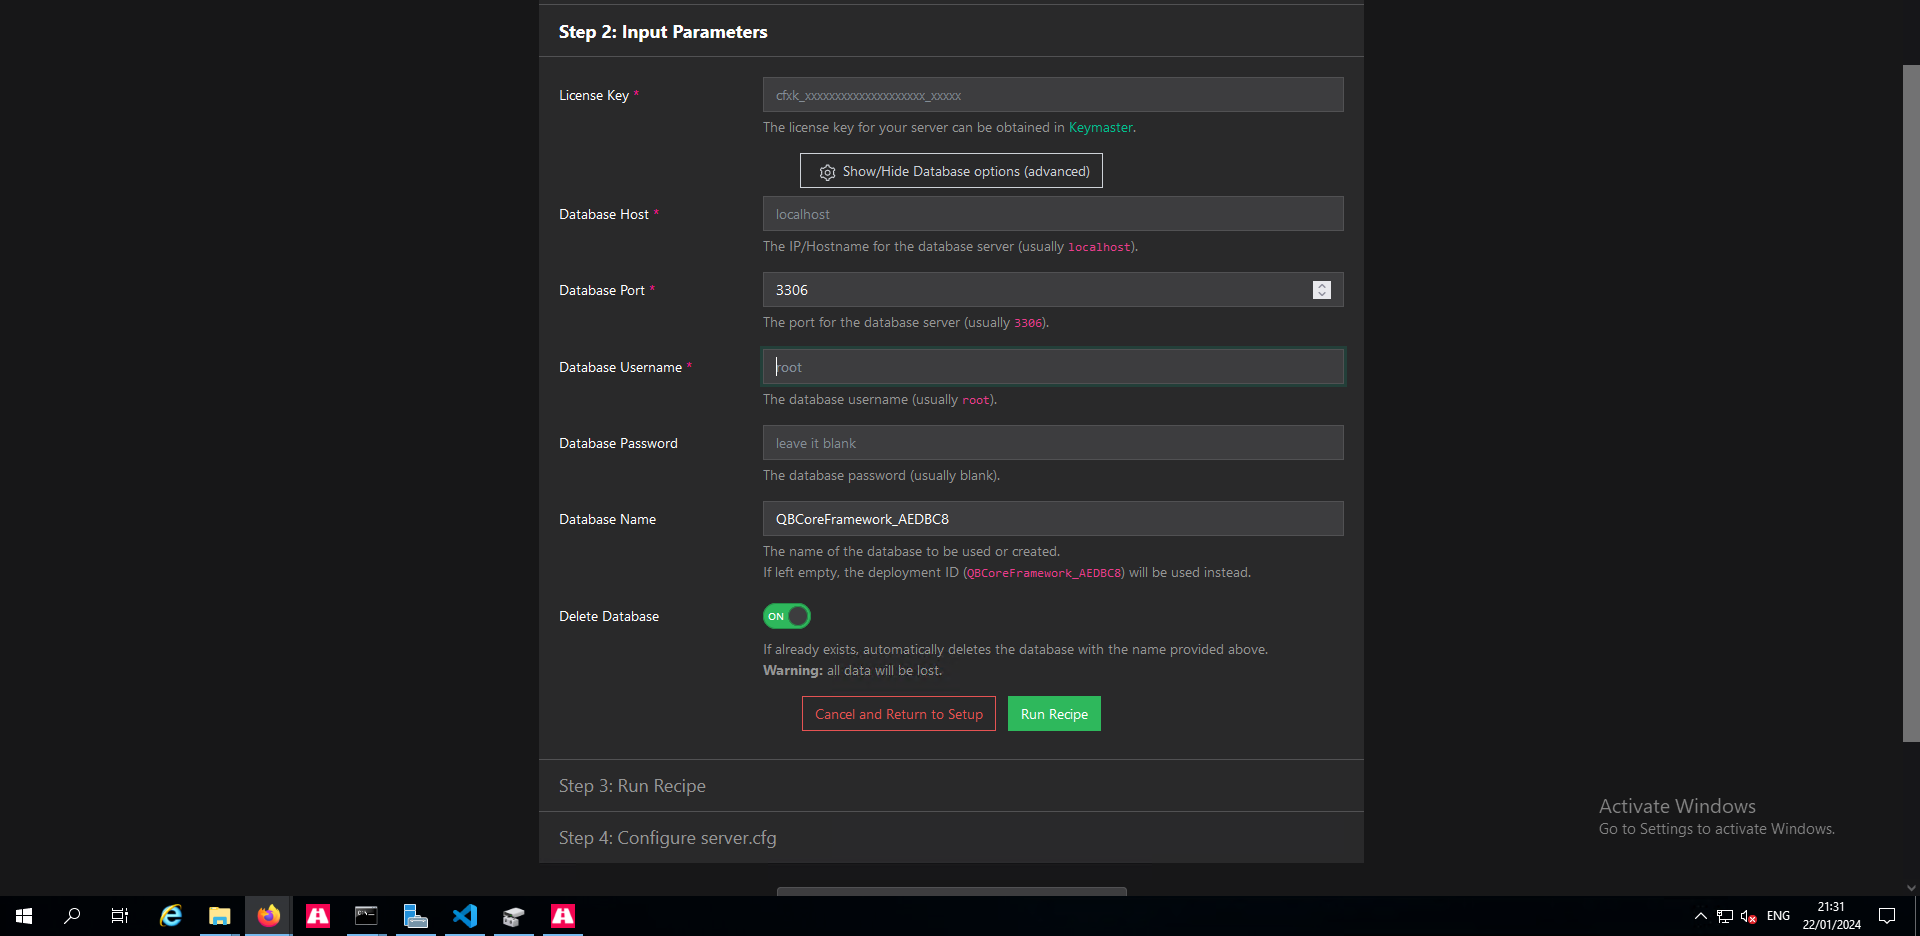 Step 2: Input Parameters
License Key *
cfxk_xxxxxxxxxxxxxxxxxxxx_xxxxx
The license key for your server can be obtained in Keymaster.
Show/Hide Database options (advanced)
Database Host *
localhost
The IP/Hostname for the database server (usually localhost).
Database Port *
3306
The port for the database server (usually 3306).
Database Username *
root
The database username (usually root).
Database Password
leave it blank
The database password (usually blank).
Database Name
QBCoreFramework_AEDBC8
The name of the database to be used or created.
If left empty, the deployment ID (QBCoreFramework_AEDBC8) will be used instead.
Delete Database
ON
If already exists, automatically deletes the database with the name provided above.
Warning: all data will be lost.
Cancel and Return to Setup
Run Recipe
Step 3: Run Recipe
Step 4: Configure server.cfg
Activate Windows
Go to Settings to activate Windows.
ENG
21:31
22/01/2024